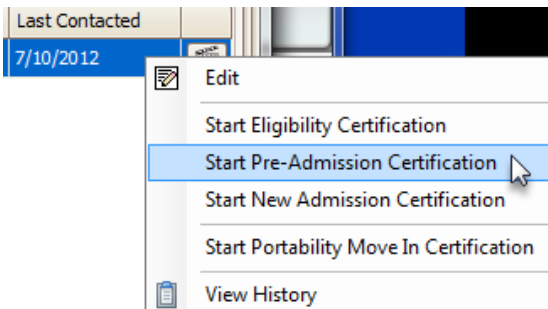 Last Contacted
7/10/2012
Edit
Start Eligibility Certification
Start Pre-Admission Certification
Start New Admission Certification
Start Portability Move In Certification
View History